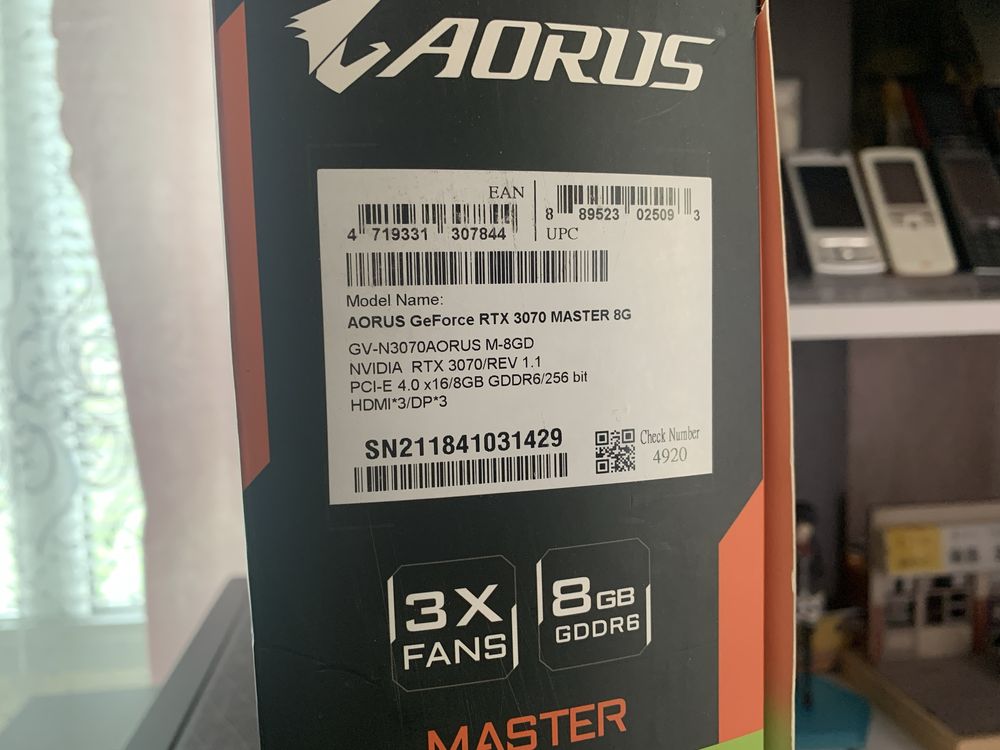 AORUS
EAN
4 719331 307844
8 89523 02509 3
UPC
Model Name:
AORUS GeForce RTX 3070 MASTER 8G
GV-N3070AORUS M-8GD
NVIDIA RTX 3070/REV 1.1
PCI-E 4.0 x16/8GB GDDR6/256 bit
HDMI*3/DP*3
SN211841031429
Check Number
4920
3X
FANS
8GB
GDDR6
MASTER